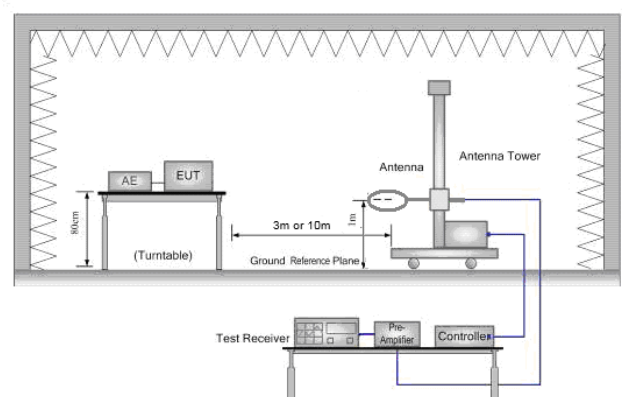 Antenna
Antenna Tower
AE
EUT
80cm
3m or 10m
1m
(Turntable)
Ground Reference Plane
Test Receiver
Pre-
Amplifier
Controller